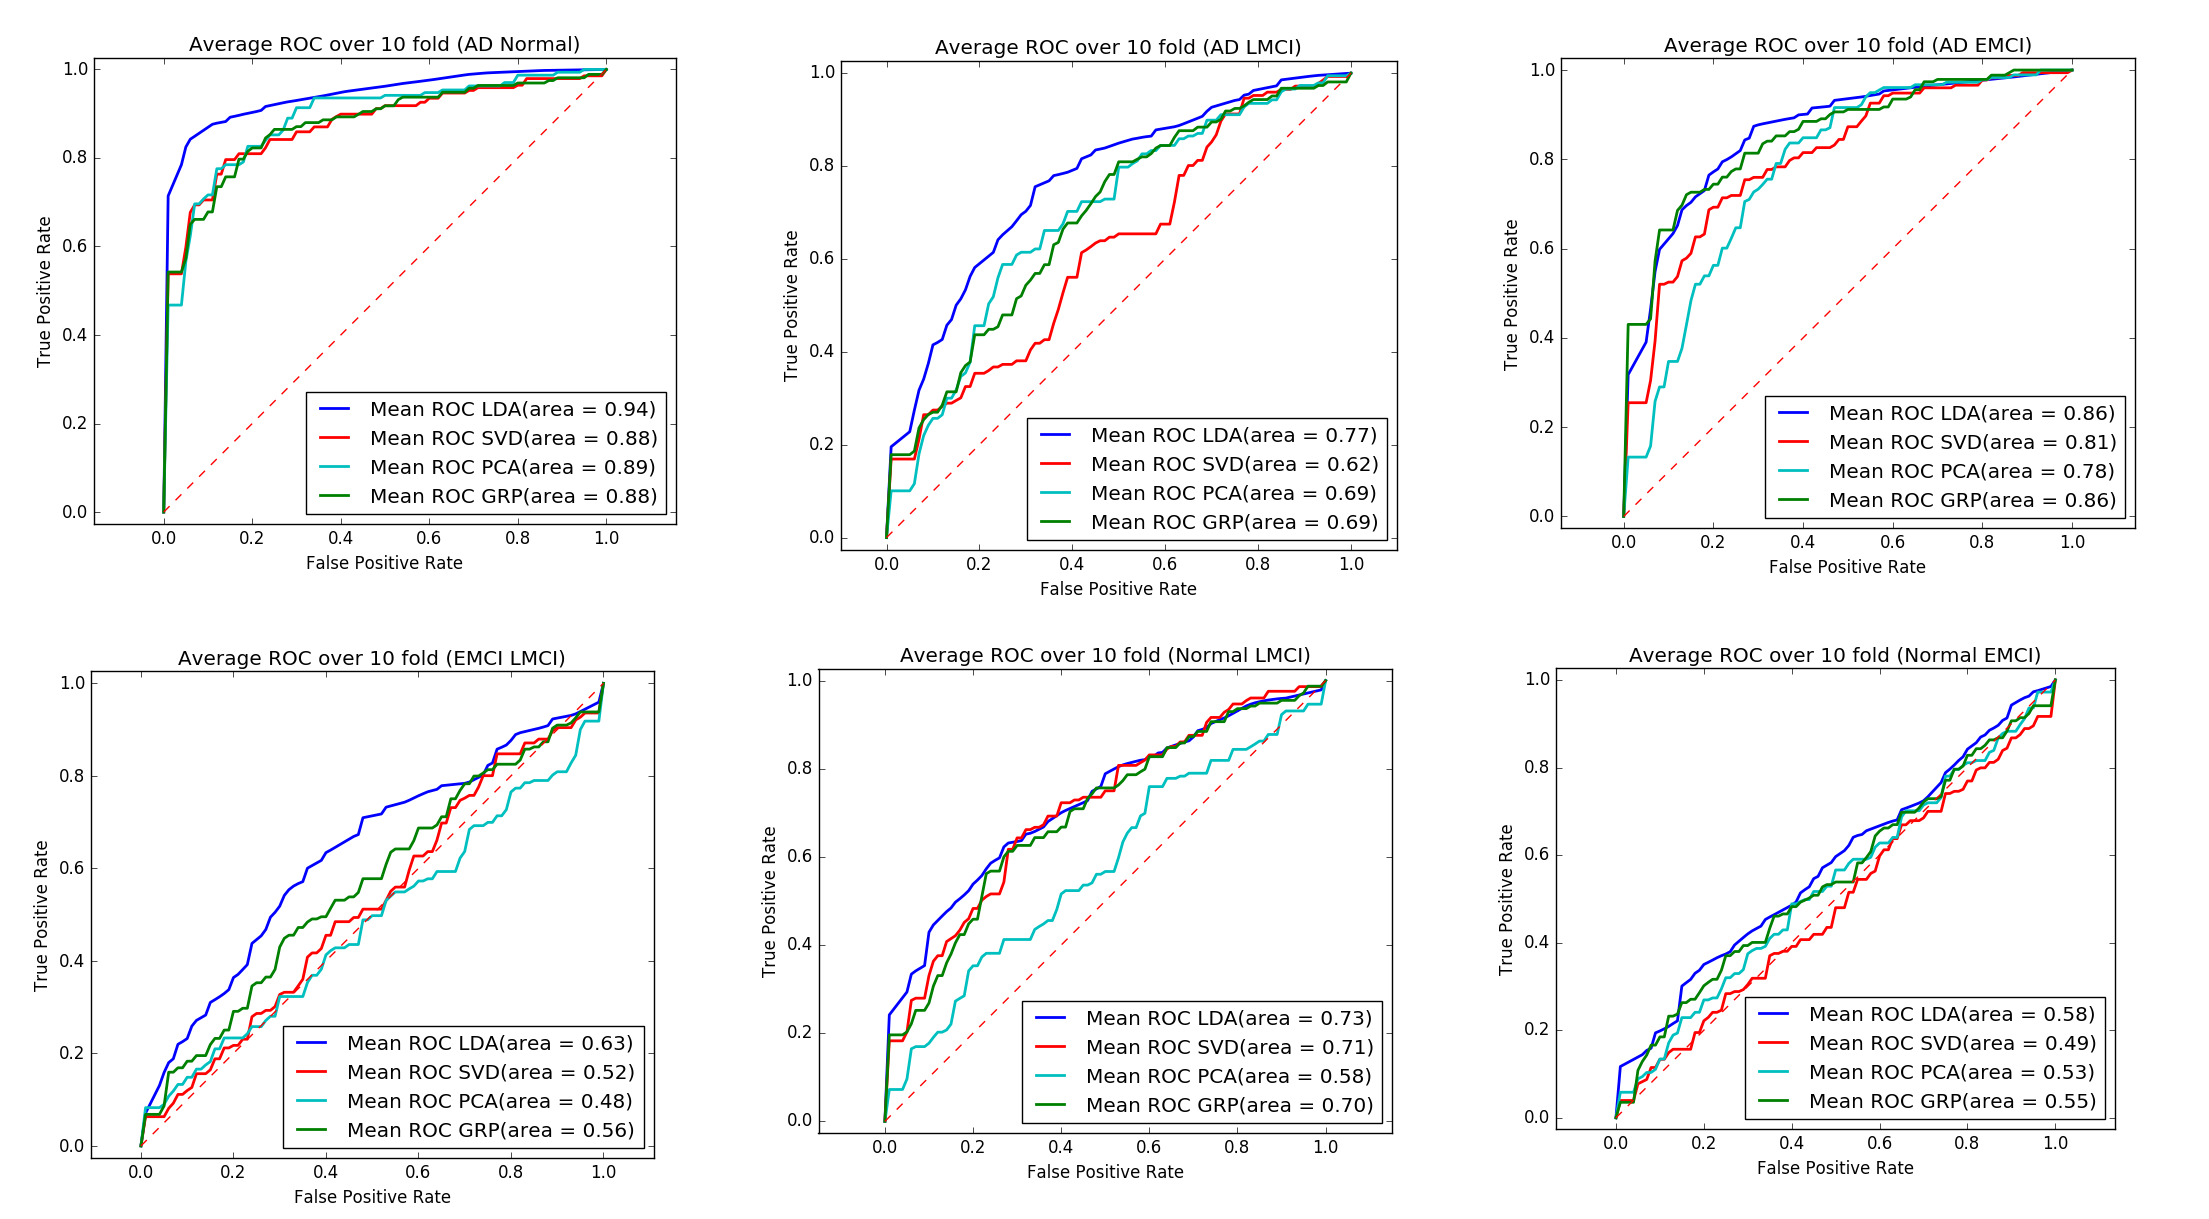 Average ROC over 10 fold (AD Normal)
1.0
0.8
0.6
0.4
0.2
0.0
True Positive Rate
Mean ROC LDA(area = 0.94)
Mean ROC SVD(area = 0.88)
Mean ROC PCA(area = 0.89)
Mean ROC GRP(area = 0.88)
0.0 0.2 0.4 0.6 0.8 1.0
False Positive Rate
Average ROC over 10 fold (AD LMCI)
1.0
0.8
0.6
0.4
0.2
0.0
True Positive Rate
Mean ROC LDA(area = 0.77)
Mean ROC SVD(area = 0.62)
Mean ROC PCA(area = 0.69)
Mean ROC GRP(area = 0.69)
0.0 0.2 0.4 0.6 0.8 1.0
False Positive Rate
Average ROC over 10 fold (AD EMCI)
1.0
0.8
0.6
0.4
0.2
0.0
True Positive Rate
Mean ROC LDA(area = 0.86)
Mean ROC SVD(area = 0.81)
Mean ROC PCA(area = 0.78)
Mean ROC GRP(area = 0.86)
0.0 0.2 0.4 0.6 0.8 1.0
False Positive Rate
Average ROC over 10 fold (EMCI LMCI)
1.0
0.8
0.6
0.4
0.2
0.0
True Positive Rate
Mean ROC LDA(area = 0.63)
Mean ROC SVD(area = 0.52)
Mean ROC PCA(area = 0.48)
Mean ROC GRP(area = 0.56)
0.0 0.2 0.4 0.6 0.8 1.0
False Positive Rate
Average ROC over 10 fold (Normal LMCI)
1.0
0.8
0.6
0.4
0.2
0.0
True Positive Rate
Mean ROC LDA(area = 0.73)
Mean ROC SVD(area = 0.71)
Mean ROC PCA(area = 0.58)
Mean ROC GRP(area = 0.70)
0.0 0.2 0.4 0.6 0.8 1.0
False Positive Rate
Average ROC over 10 fold (Normal EMCI)
1.0
0.8
0.6
0.4
0.2
0.0
True Positive Rate
Mean ROC LDA(area = 0.58)
Mean ROC SVD(area = 0.49)
Mean ROC PCA(area = 0.53)
Mean ROC GRP(area = 0.55)
0.0 0.2 0.4 0.6 0.8 1.0
False Positive Rate